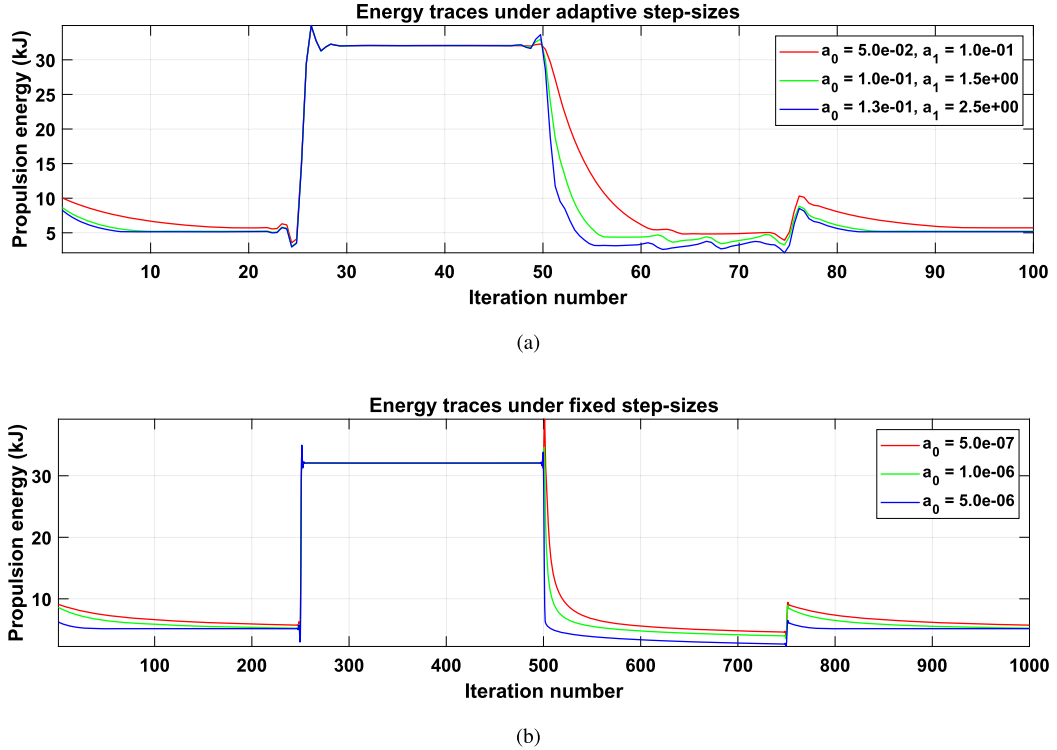 Energy traces under adaptive step-sizes
Propulsion energy (kJ)
30
25
20
15
10
5
a0 = 5.0e-02, a1 = 1.0e-01
a0 = 1.0e-01, a1 = 1.5e+00
a0 = 1.3e-01, a1 = 2.5e+00
10 20 30 40 50 60 70 80 90 100
Iteration number
(a)
Energy traces under fixed step-sizes
Propulsion energy (kJ)
30
20
10
a0 = 5.0e-07
a0 = 1.0e-06
a0 = 5.0e-06
100 200 300 400 500 600 700 800 900 1000
Iteration number
(b)